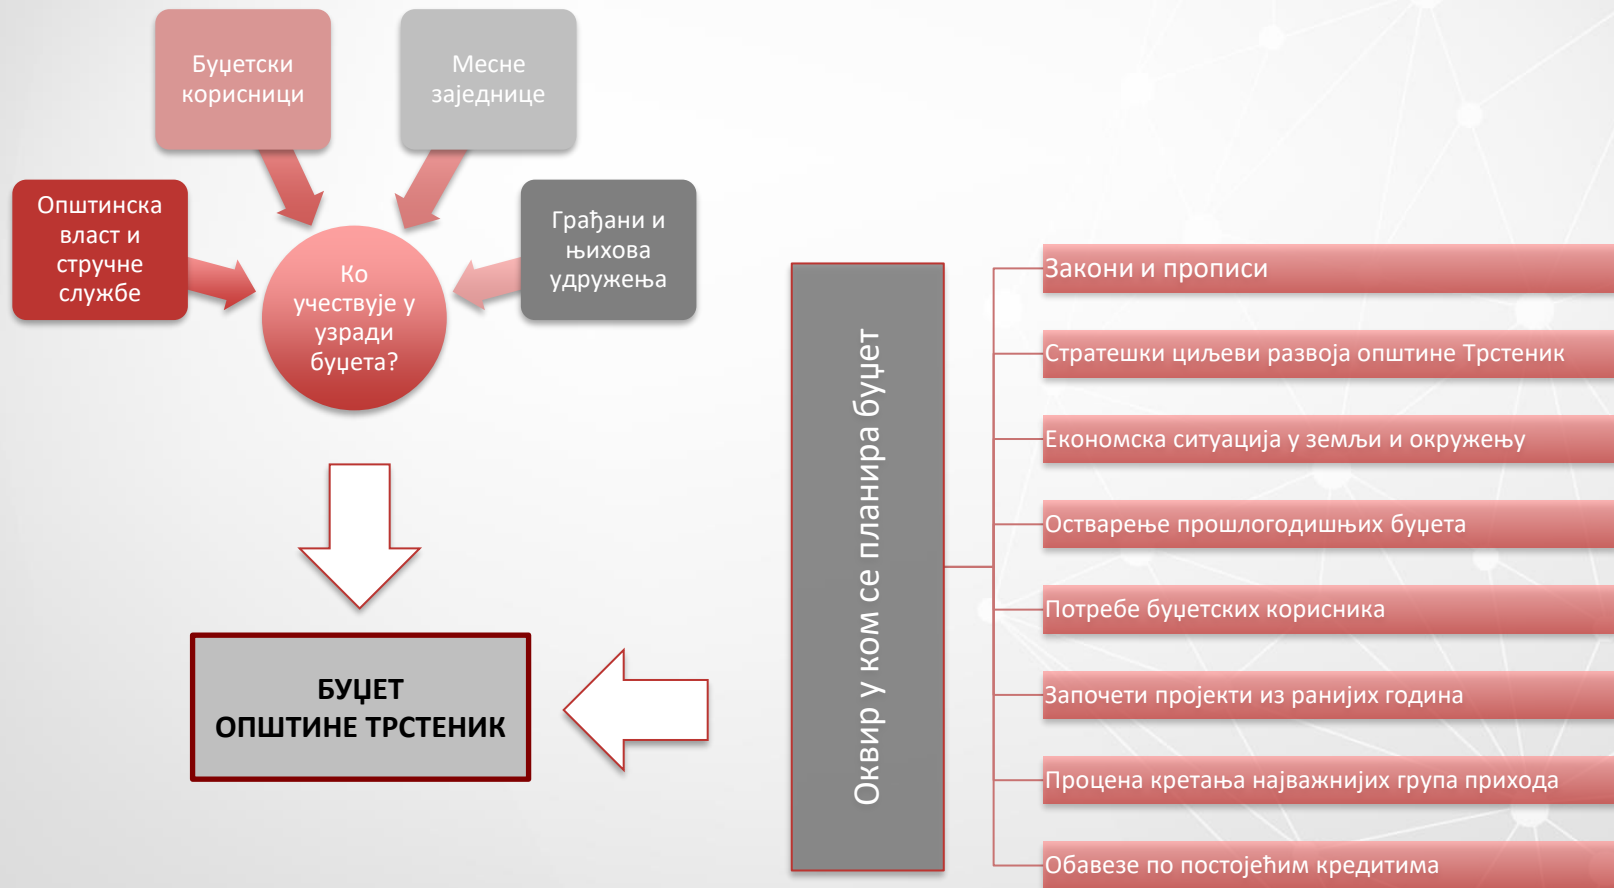 Буџетски
корисници
Месне
заједнице
Општинска
власт и
стручне
службе
Грађани и
њихова
удружења
Ко
учествује у
узради
буџета?
БУЏЕТ
ОПШТИНЕ ТРСТЕНИК
Оквир у ком се планира буџет
Закони и прописи
Стратешки циљеви развоја општине Трстеник
Економска ситуација у земљи и окружењу
Остварење прошлогодишњих буџета
Потребе буџетских корисника
Започети пројекти из ранијих година
Процена кретања најважнијих група прихода
Обавезе по постојећим кредитима